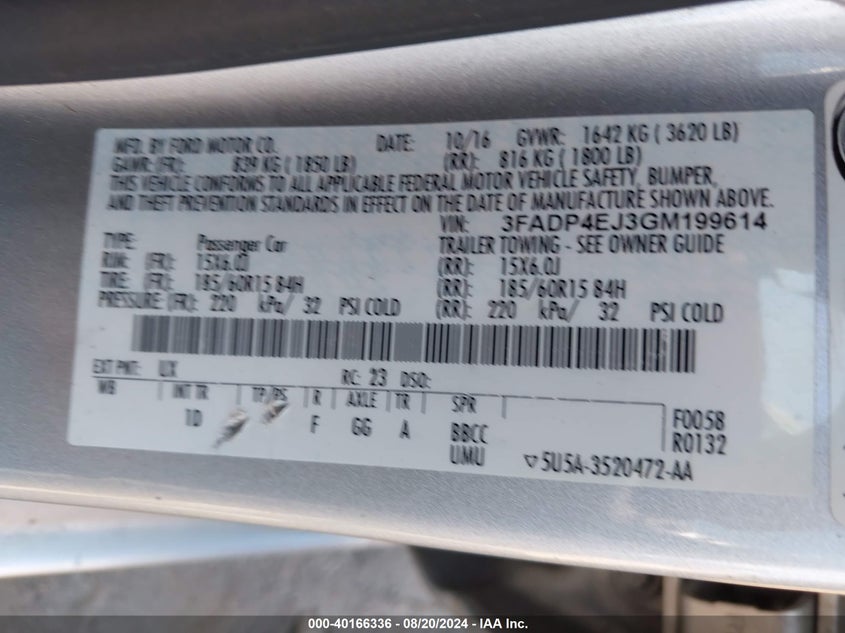 MFD. BY FORD MOTOR CO. DATE: 10/16 GVWR: 1642 KG ( 3620 LB)
GAWR: (FR): 839 KG ( 1850 LB) (RR): 816 KG ( 1800 LB)
THIS VEHICLE CONFORMS TO ALL APPLICABLE FEDERAL MOTOR VEHICLE SAFETY, BUMPER,
AND THEFT PREVENTION STANDARDS IN EFFECT ON THE DATE OF MANUFACTURE SHOWN ABOVE.
VIN: 3FADP4EJ3GM199614
TYPE: Passenger Car TRAILER TOWING - SEE OWNER GUIDE
RIM: (FR): 15X6.0J (RR): 15X6.0J
TIRE: (FR): 185/60R15 84H (RR): 185/60R15 84H
PRESSURE: (FR): 220 kPa/ 32 PSI COLD (RR): 220 kPa/ 32 PSI COLD
EXT PNT: UX RC: 23 DSO:
WB INT TR TP/PS R AXLE TR SPR F0058
1D F GG A BBCC R0132
UMU ▽5U5A-3520472-AA
000-40166336 - 08/20/2024 - IAA Inc.